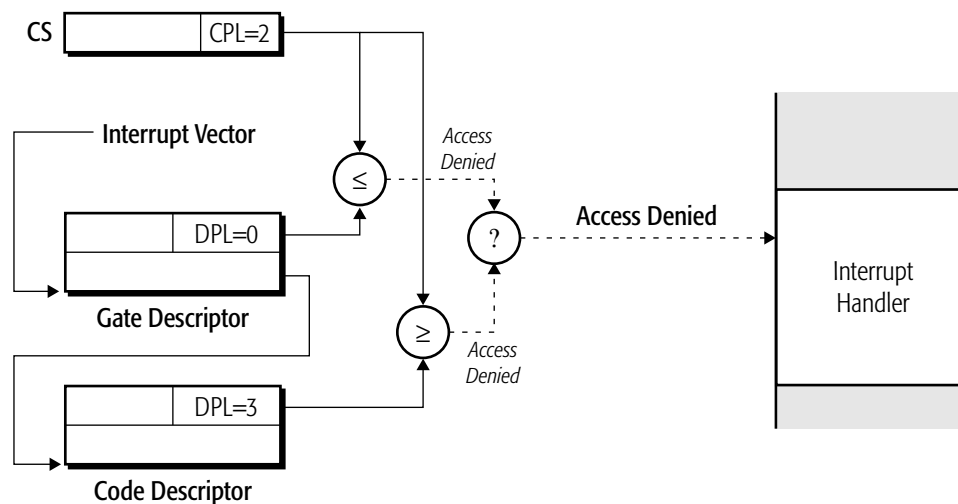 CS
CPL=2
Interrupt Vector
Access
Denied
≤
DPL=0
?
Access Denied
Gate Descriptor
Interrupt
Handler
≥
Access
Denied
DPL=3
Code Descriptor